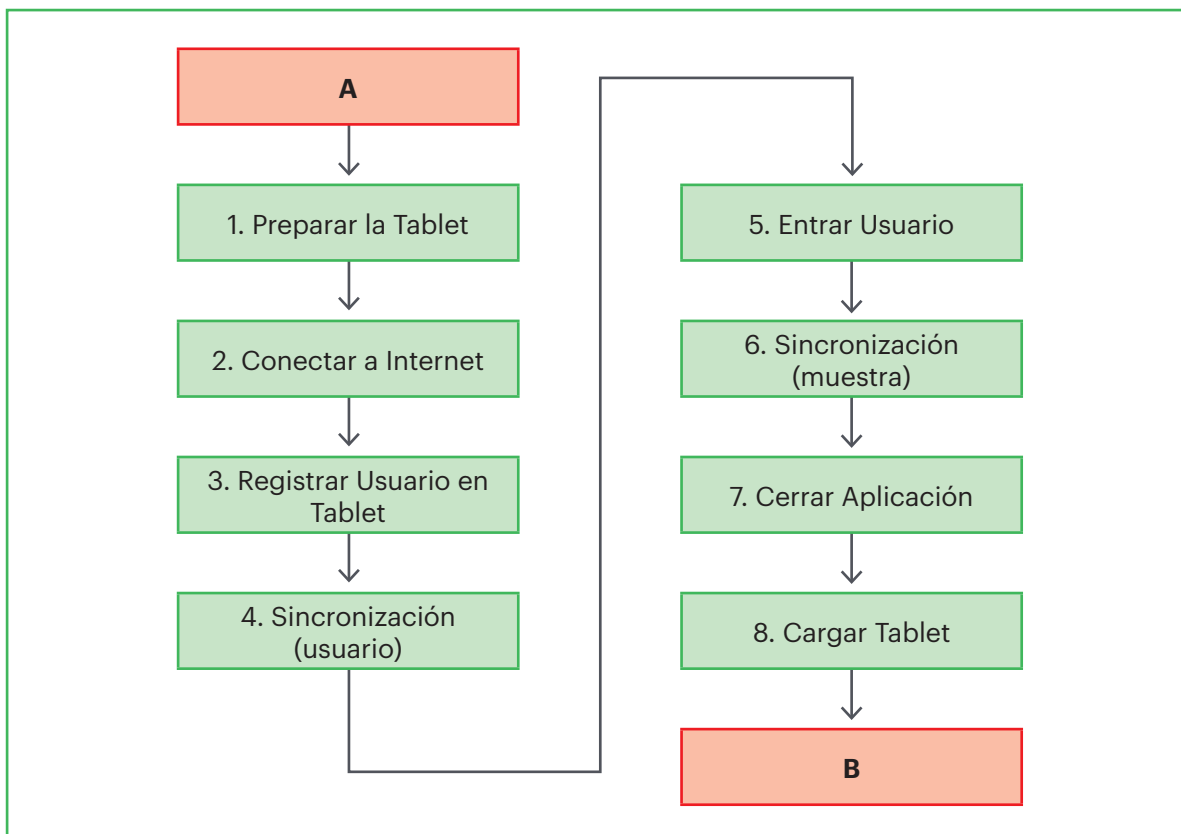 A
1. Preparar la Tablet
2. Conectar a Internet
3. Registrar Usuario en
Tablet
4. Sincronización
(usuario)
5. Entrar Usuario
6. Sincronización
(muestra)
7. Cerrar Aplicación
8. Cargar Tablet
B